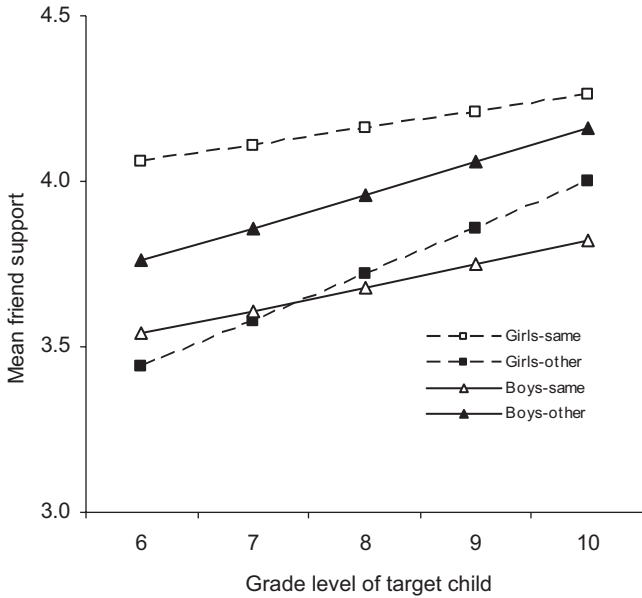 4.5
4.0
3.5
3.0
Mean friend support
Girls-same
Girls-other
Boys-same
Boys-other
6 7 8 9 10
Grade level of target child